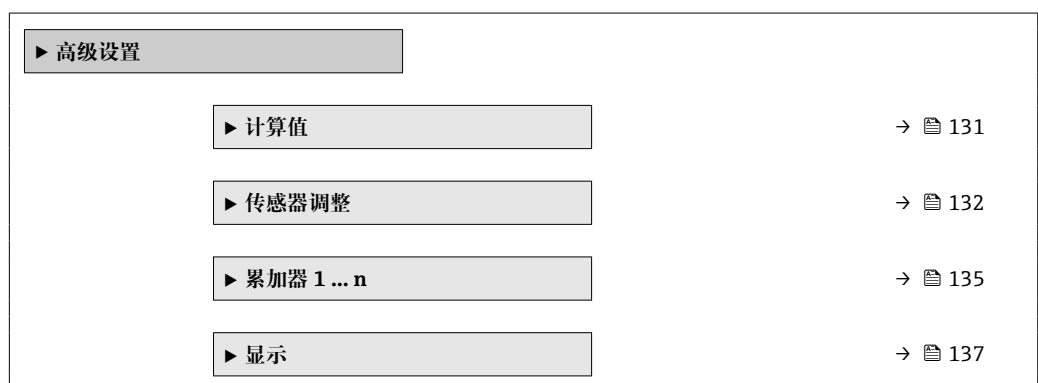 ▶ 高级设置
▶ 计算值 → 🖹 131
▶ 传感器调整 → 🖹 132
▶ 累加器 1 … n → 🖹 135
▶ 显示 → 🖹 137